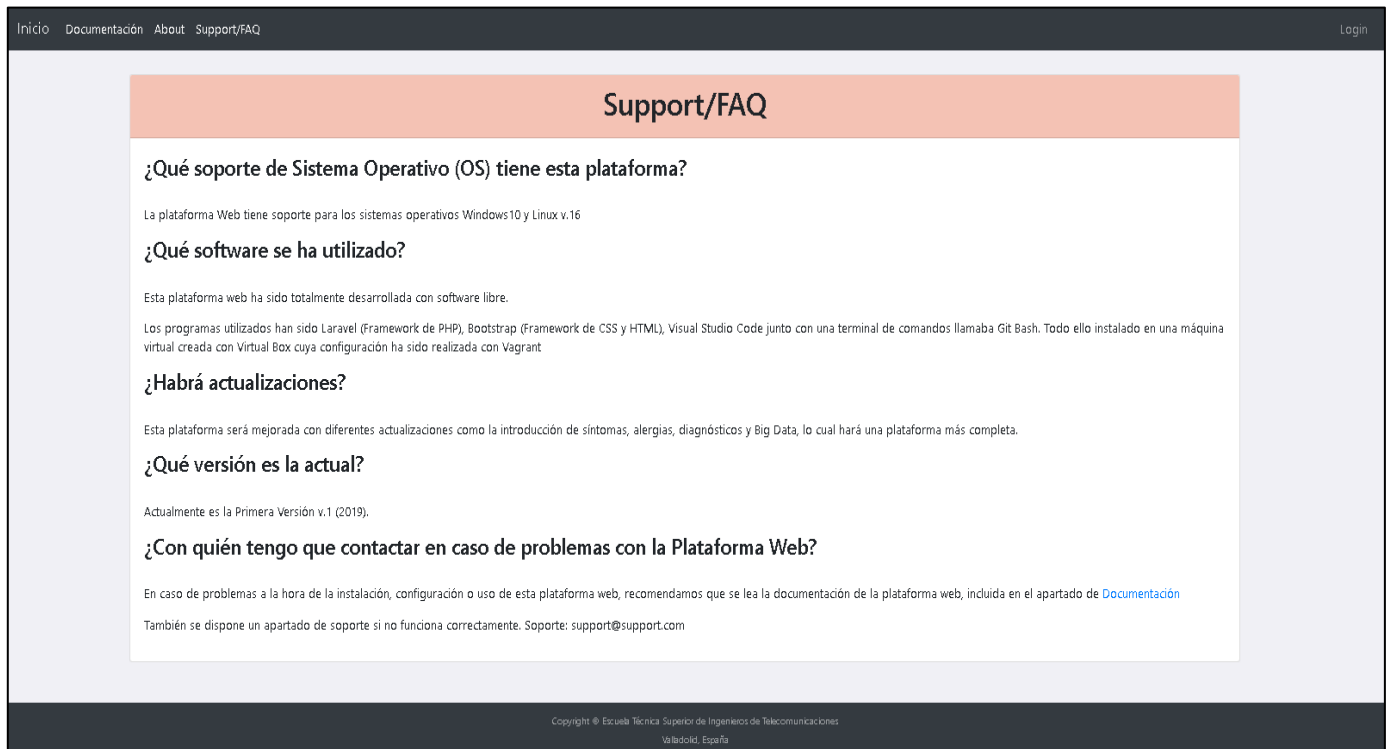 Inicio Documentación About Support/FAQ Login
Support/FAQ
¿Qué soporte de Sistema Operativo (OS) tiene esta plataforma?
La plataforma Web tiene soporte para los sistemas operativos Windows10 y Linux v.16
¿Qué software se ha utilizado?
Esta plataforma web ha sido totalmente desarrollada con software libre.
Los programas utilizados han sido Laravel (Framework de PHP), Bootstrap (Framework de CSS y HTML), Visual Studio Code junto con una terminal de comandos llamaba Git Bash. Todo ello instalado en una máquina
virtual creada con Virtual Box cuya configuración ha sido realizada con Vagrant
¿Habrá actualizaciones?
Esta plataforma será mejorada con diferentes actualizaciones como la introducción de síntomas, alergias, diagnósticos y Big Data, lo cual hará una plataforma más completa.
¿Qué versión es la actual?
Actualmente es la Primera Versión v.1 (2019).
¿Con quién tengo que contactar en caso de problemas con la Plataforma Web?
En caso de problemas a la hora de la instalación, configuración o uso de esta plataforma web, recomendamos que se lea la documentación de la plataforma web, incluida en el apartado de Documentación
También se dispone un apartado de soporte si no funciona correctamente. Soporte: support@support.com
Copyright © Escuela Técnica Superior de Ingenieros de Telecomunicaciones
Valladolid, España